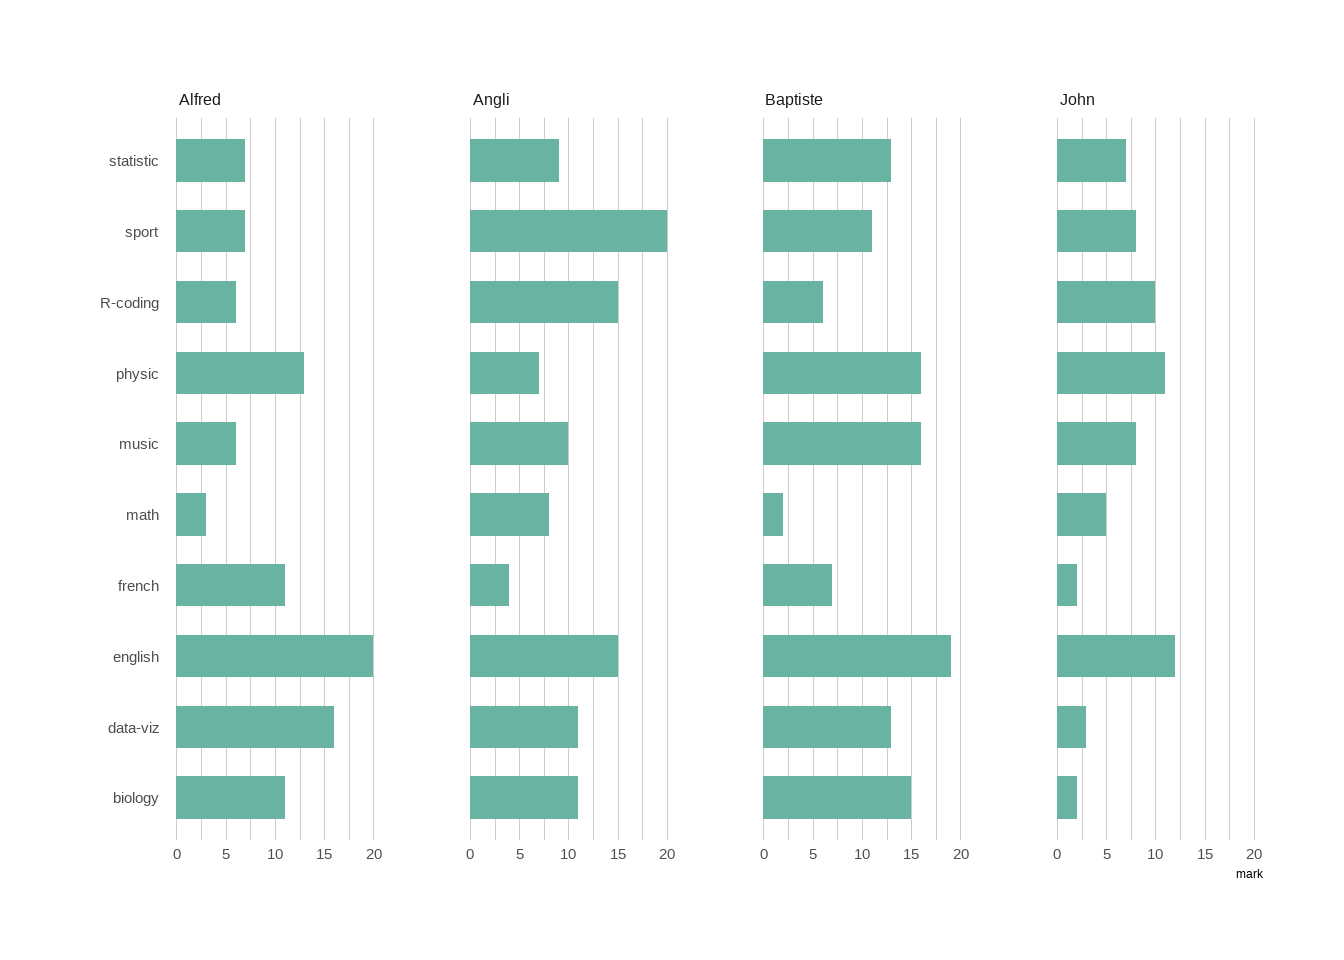 Alfred Angli Baptiste John
statistic
sport
R-coding
physic
music
math
french
english
data-viz
biology
0 5 10 15 20 0 5 10 15 20 0 5 10 15 20 0 5 10 15 20
mark